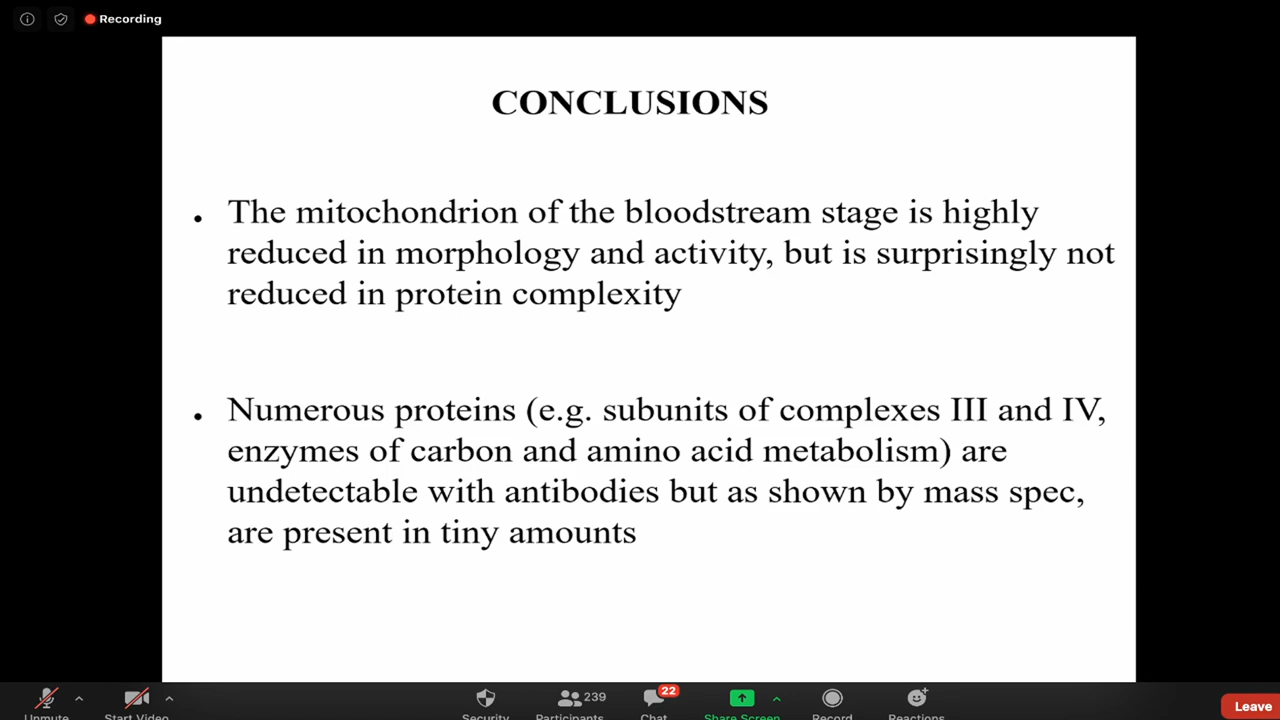 Recording
CONCLUSIONS
• The mitochondrion of the bloodstream stage is highly
reduced in morphology and activity, but is surprisingly not
reduced in protein complexity
• Numerous proteins (e.g. subunits of complexes III and IV,
enzymes of carbon and amino acid metabolism) are
undetectable with antibodies but as shown by mass spec,
are present in tiny amounts
22
239
Unmute Start Video Security Participants Chat Share Screen Record Reactions Leave